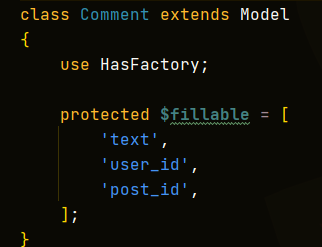 class Comment extends Model
{
    use HasFactory;

    protected $fillable = [
        'text',
        'user_id',
        'post_id',
    ];
}